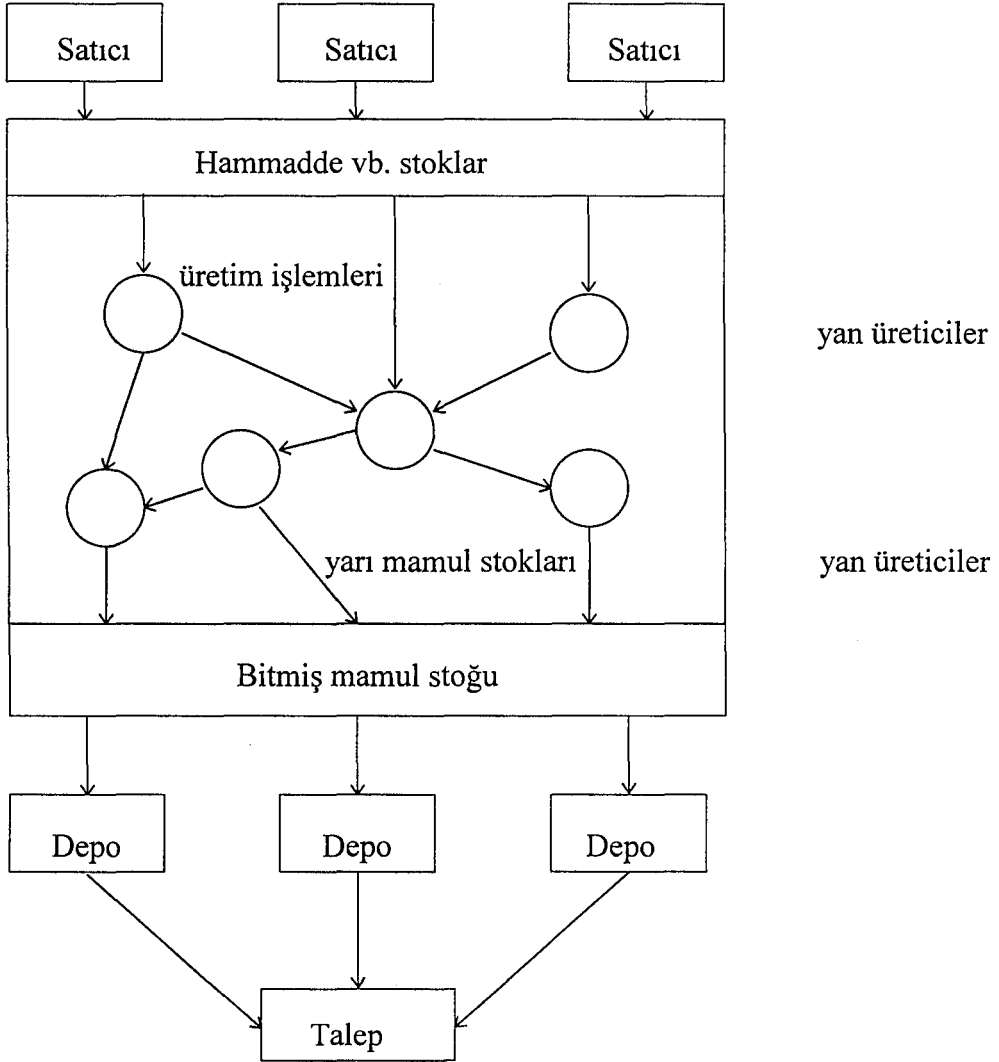 Satıcı
Satıcı
Satıcı
Hammadde vb. stoklar
üretim işlemleri
yan üreticiler
yarı mamul stokları
yan üreticiler
Bitmiş mamul stoğu
Depo
Depo
Depo
Talep